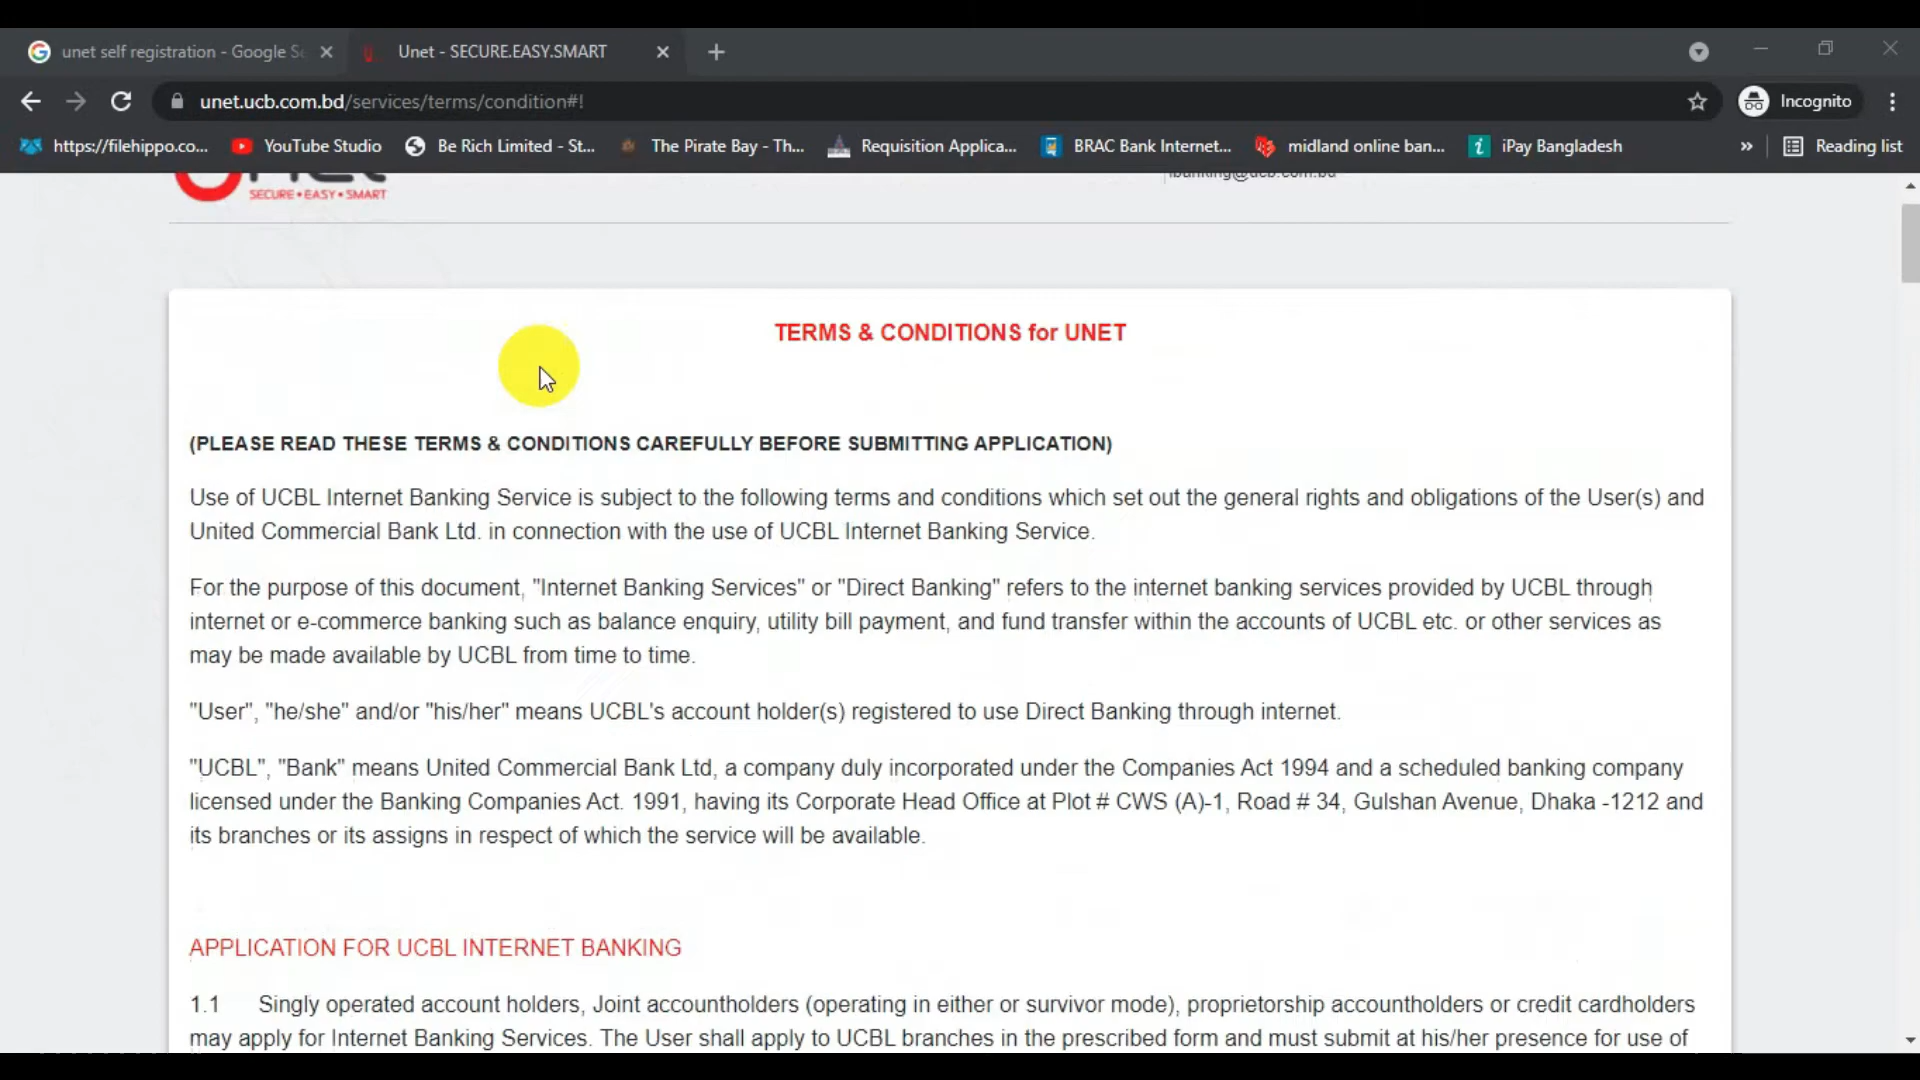 unet self registration - Google Se
Unet - SECURE.EASY.SMART
unet.ucb.com.bd/services/terms/condition#!
Incognito
https://filehippo.co...
YouTube Studio
Be Rich Limited - St...
The Pirate Bay - Th...
Requisition Applica...
BRAC Bank Internet...
midland online ban...
iPay Bangladesh
»
Reading list
SECURE•EASY•SMART
ibanking@ucb.com.bd
TERMS & CONDITIONS for UNET
(PLEASE READ THESE TERMS & CONDITIONS CAREFULLY BEFORE SUBMITTING APPLICATION)
Use of UCBL Internet Banking Service is subject to the following terms and conditions which set out the general rights and obligations of the User(s) and
United Commercial Bank Ltd. in connection with the use of UCBL Internet Banking Service.
For the purpose of this document, "Internet Banking Services" or "Direct Banking" refers to the internet banking services provided by UCBL through
internet or e-commerce banking such as balance enquiry, utility bill payment, and fund transfer within the accounts of UCBL etc. or other services as
may be made available by UCBL from time to time.
"User", "he/she" and/or "his/her" means UCBL's account holder(s) registered to use Direct Banking through internet.
"UCBL", "Bank" means United Commercial Bank Ltd, a company duly incorporated under the Companies Act 1994 and a scheduled banking company
licensed under the Banking Companies Act. 1991, having its Corporate Head Office at Plot # CWS (A)-1, Road # 34, Gulshan Avenue, Dhaka -1212 and
its branches or its assigns in respect of which the service will be available.
APPLICATION FOR UCBL INTERNET BANKING
1.1 Singly operated account holders, Joint accountholders (operating in either or survivor mode), proprietorship accountholders or credit cardholders
may apply for Internet Banking Services. The User shall apply to UCBL branches in the prescribed form and must submit at his/her presence for use of